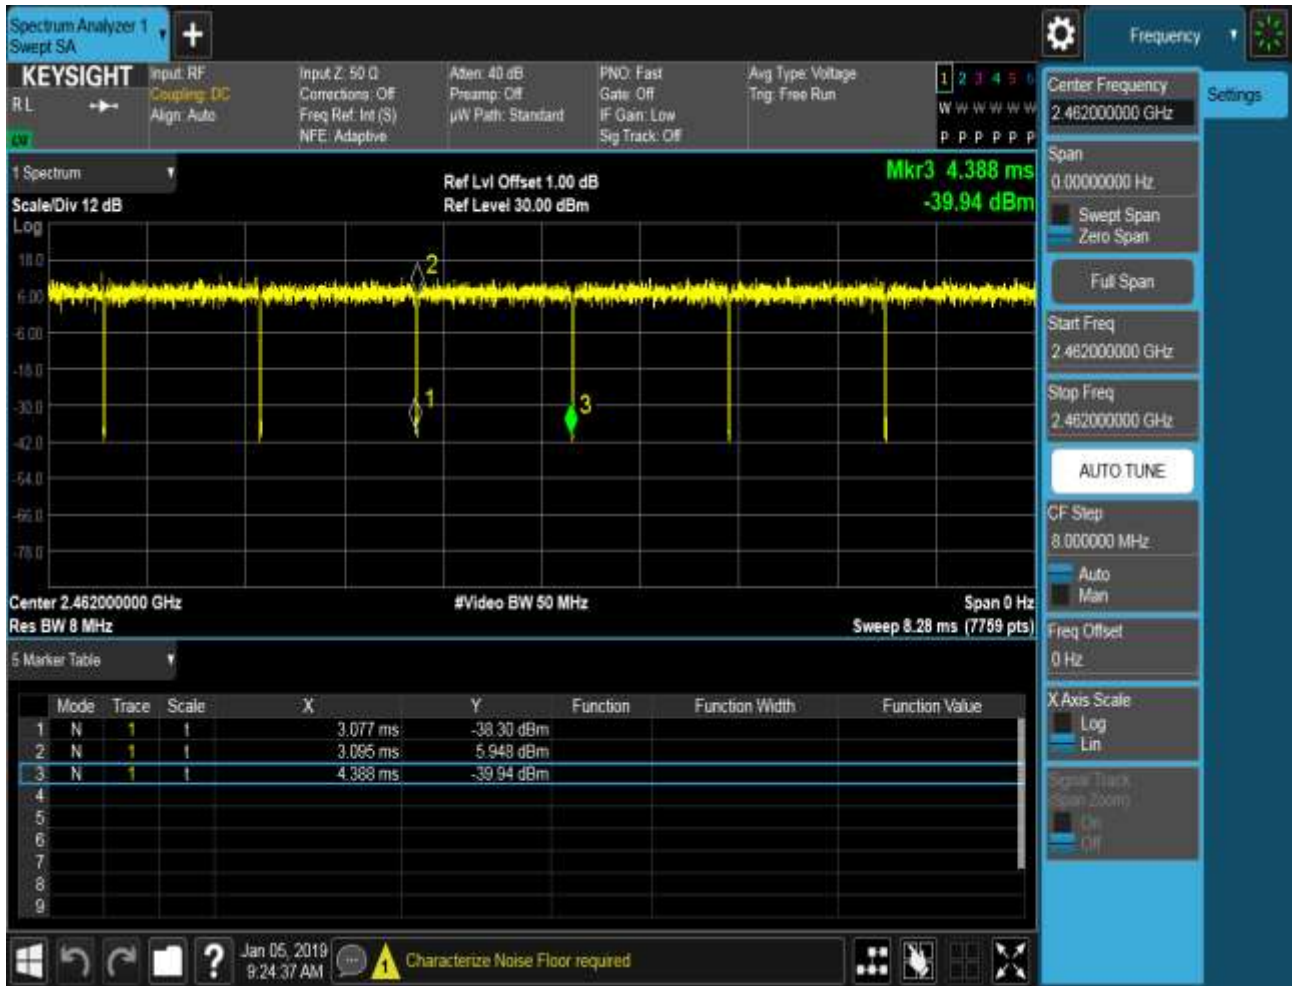 Spectrum Analyzer 1
Swept SA
+
Frequency
KEYSIGHT
R L
Input: RF
Coupling: DC
Align: Auto
Input Z: 50 Ω
Corrections: Off
Freq Ref: Int (S)
NFE: Adaptive
Atten: 40 dB
Preamp: Off
µW Path: Standard
PNO: Fast
Gate: Off
IF Gain: Low
Sig Track: Off
Avg Type: Voltage
Trig: Free Run
1 2 3 4 5 6
W W W W W W
P P P P P P
1 Spectrum
Scale/Div 12 dB
Log
Ref Lvl Offset 1.00 dB
Ref Level 30.00 dBm
Mkr3 4.388 ms
-39.94 dBm
18.0
6.00
-6.00
-18.0
-30.0
-42.0
-54.0
-66.0
-78.0
2
1
3
Center 2.462000000 GHz
Res BW 8 MHz
#Video BW 50 MHz
Span 0 Hz
Sweep 8.28 ms (7759 pts)
5 Marker Table
Mode Trace Scale X Y Function Function Width Function Value
1 N 1 t 3.077 ms -38.30 dBm
2 N 1 t 3.095 ms 5.948 dBm
3 N 1 t 4.388 ms -39.94 dBm
4
5
6
7
8
9
Jan 05, 2019
9:24:37 AM
1
Characterize Noise Floor required
?
Settings
Center Frequency
2.462000000 GHz
Span
0.00000000 Hz
Swept Span
Zero Span
Full Span
Start Freq
2.462000000 GHz
Stop Freq
2.462000000 GHz
AUTO TUNE
CF Step
8.000000 MHz
Auto
Man
Freq Offset
0 Hz
X Axis Scale
Log
Lin
Signal Track
(Span Zoom)
On
Off